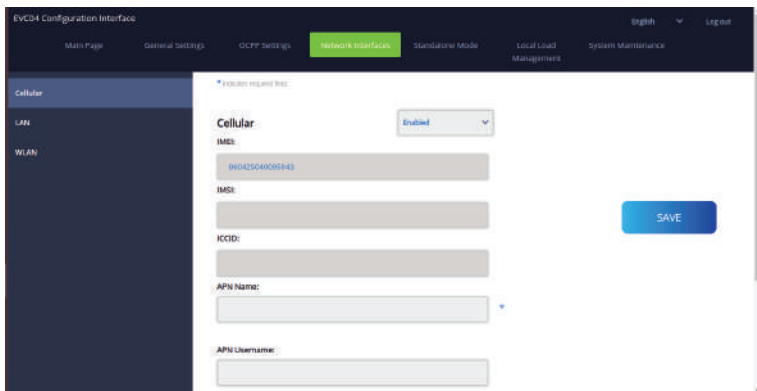 EVC04 Configuration Interface
English
Log out
Main Page
General Settings
OCPP Settings
Network Interfaces
Standalone Mode
Local Load
Management
System Maintenance
Cellular
LAN
WLAN
* Indicates required field.
Cellular
Enabled
IMEI:
IMSI:
SAVE
ICCID:
APN Name:
*
APN Username: